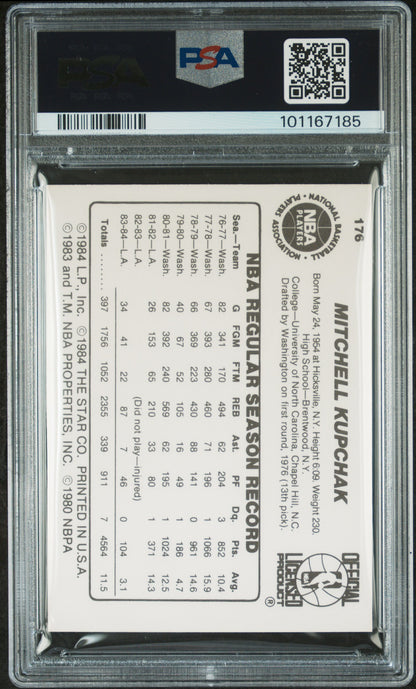 PSA
PSA
101167185
176
NATIONAL BASKETBALL
NBA
PLAYERS
PLAYERS ASSOCIATION
MITCHELL KUPCHAK
Born May 24, 1954 at Hicksville, N.Y. Height 6:09. Weight 230.
High School—Brentwood, N.Y.
College—University of North Carolina, Chapel Hill, N.C.
Drafted by Washington on first round, 1976 (13th pick).
OFFICIAL
LICENSED
PRODUCT
®
NBA REGULAR SEASON RECORD
Sea.—Team G FGM FTM REB Ast. PF Dq. Pts. Avg.
76-77—Wash. 82 341 170 494 62 204 3 852 10.4
77-78—Wash. 67 393 280 460 71 196 1 1066 15.9
78-79—Wash. 66 369 223 430 88 141 0 961 14.6
79-80—Wash. 40 67 52 105 16 49 1 186 4.7
80-81—Wash. 82 392 240 569 62 195 1 1024 12.5
81-82—L.A. 26 153 65 210 33 80 1 371 14.3
82-83—L.A. (Did not play—injured)
83-84—L.A. 34 41 22 87 7 46 0 104 3.1
Totals ........ 397 1756 1052 2355 339 911 7 4564 11.5
©1984 L.P., Inc. ©1984 THE STAR CO. PRINTED IN U.S.A.
©1983 and T.M. NBA PROPERTIES, INC. ©1980 NBPA